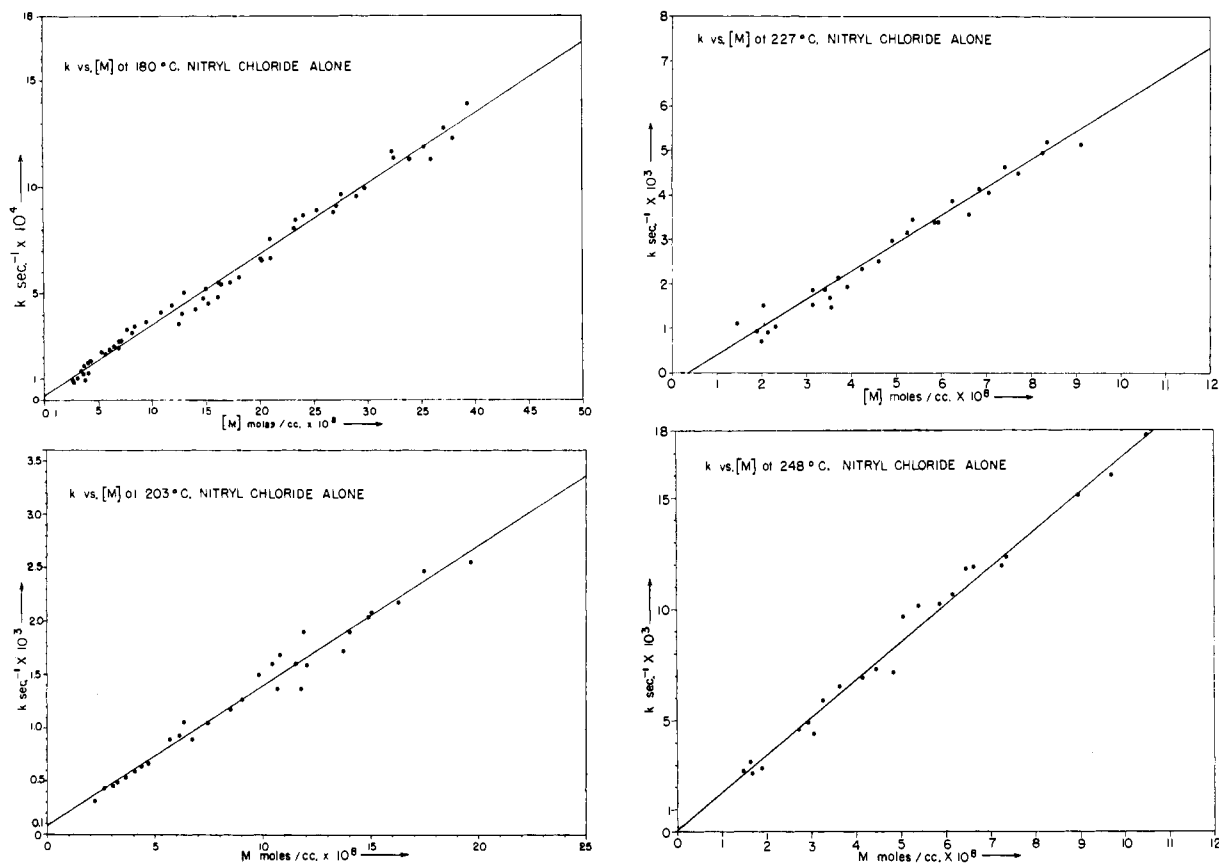 18
15
10
5
1
0
k sec.⁻¹ x 10⁴
k vs, [M] at 180 °C. NITRYL CHLORIDE ALONE
0.1 5 10 15 20 25 30 35 40 45 50
[M] moles / cc. x 10⁸
8
7
6
5
4
3
2
1
0
k sec.⁻¹ x 10³
k vs, [M] at 227 °C. NITRYL CHLORIDE ALONE
0 1 2 3 4 5 6 7 8 9 10 11 12
[M] moles / cc. X 10⁸
3.5
3.0
2.5
2.0
1.5
1.0
0.5
0.1
0
k sec.⁻¹ X 10³
k vs, [M] at 203 °C. NITRYL CHLORIDE ALONE
0 5 10 15 20 25
M moles / cc. x 10⁸
18
15
10
5
1
0
k sec.⁻¹ X 10³
k vs, [M] at 248 °C. NITRYL CHLORIDE ALONE
0 1 2 3 4 5 6 7 8 9 10 11 12
M moles / cc. X 10⁸